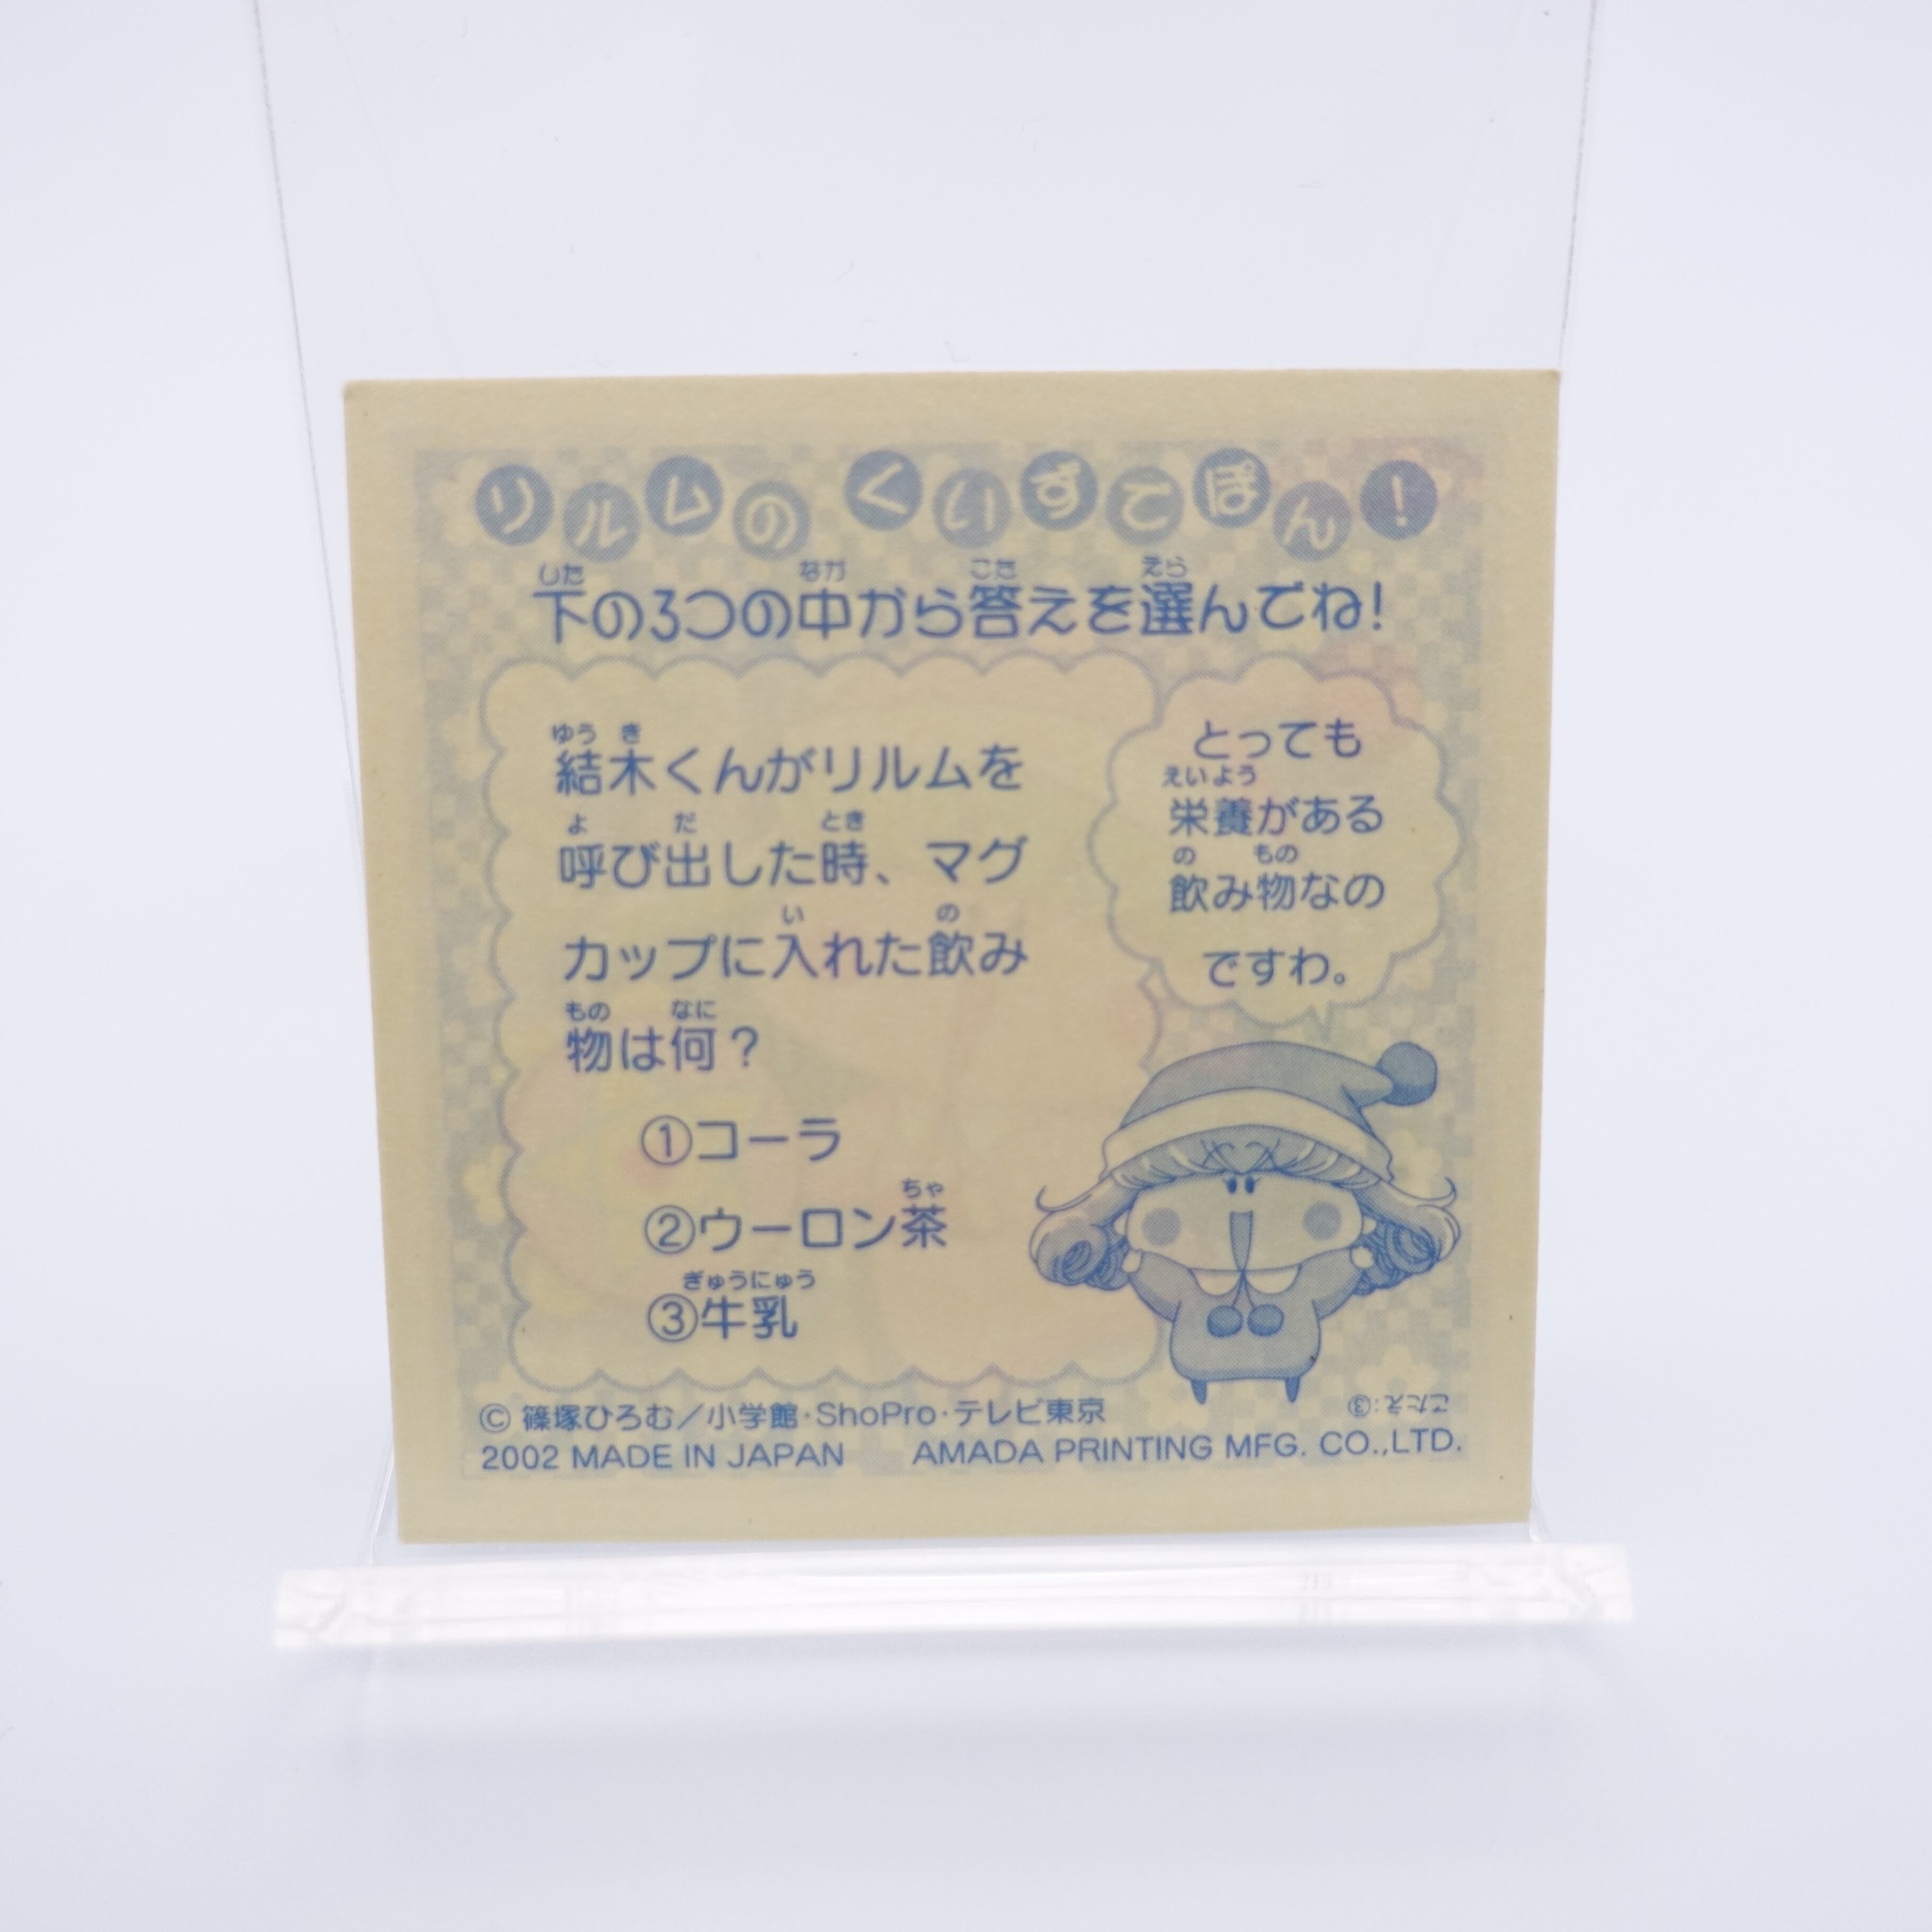 リルムの くいずでぽん!
下の3つの中から答えを選んでね!
結木くんがリルムを
呼び出した時、マグ
カップに入れた飲み
物は何?
①コーラ
②ウーロン茶
③牛乳
とっても
栄養がある
飲み物なの
ですわ。
こたえ:③
© 篠塚ひろむ/小学館·ShoPro·テレビ東京
2002 MADE IN JAPAN AMADA PRINTING MFG. CO.,LTD.